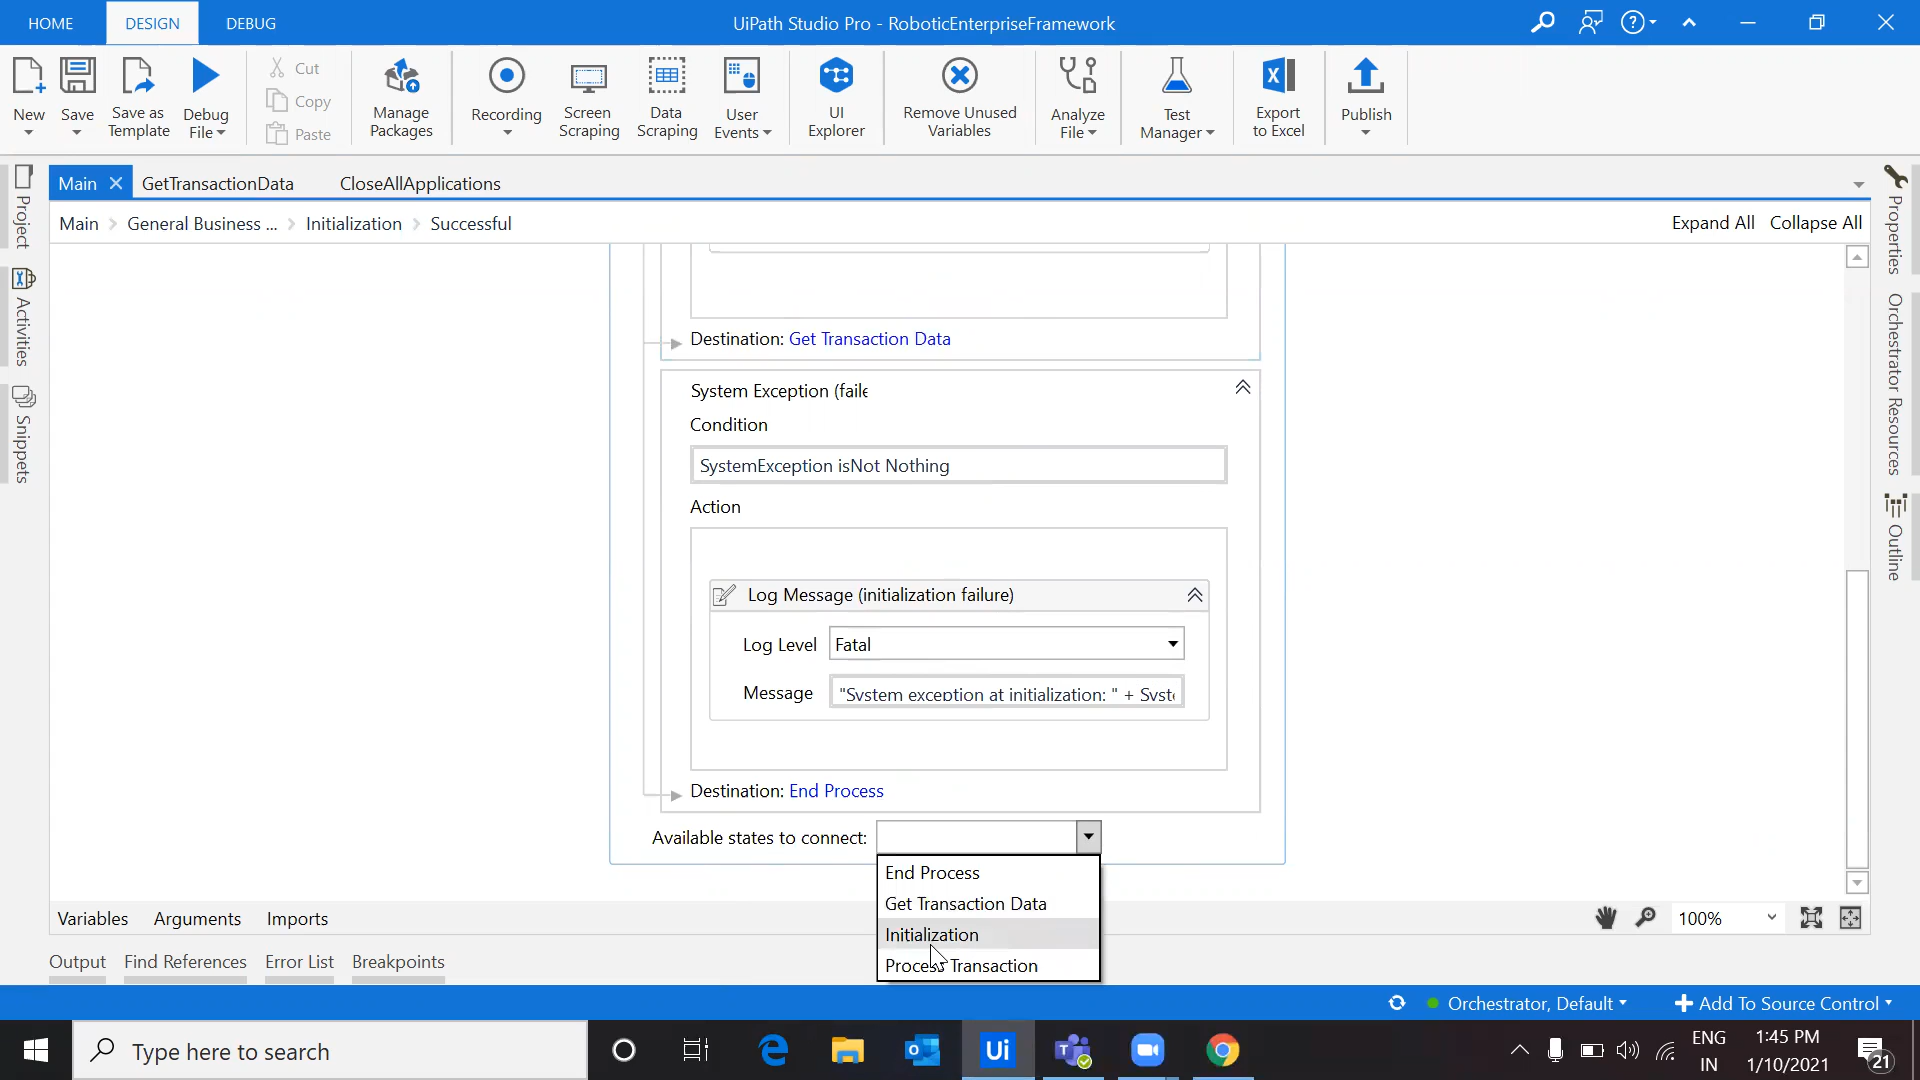 HOME DESIGN DEBUG
UiPath Studio Pro - RoboticEnterpriseFramework
New
Save
Save as Template
Debug File
Cut
Copy
Paste
Manage Packages
Recording
Screen Scraping
Data Scraping
User Events
UI Explorer
Remove Unused Variables
Analyze File
Test Manager
Export to Excel
Publish
Main GetTransactionData CloseAllApplications
Main General Business ... Initialization Successful
Expand All Collapse All
Project
Activities
Snippets
Properties
Orchestrator Resources
Outline
Destination: Get Transaction Data
System Exception (faile
Condition
SystemException isNot Nothing
Action
Log Message (initialization failure)
Log Level Fatal
Message "System exception at initialization: " + Syste
Destination: End Process
Available states to connect:
End Process
Get Transaction Data
Initialization
Process Transaction
Variables Arguments Imports
100%
Output Find References Error List Breakpoints
Orchestrator, Default
Add To Source Control
Type here to search
Ui
ENG
IN
1:45 PM
1/10/2021
21